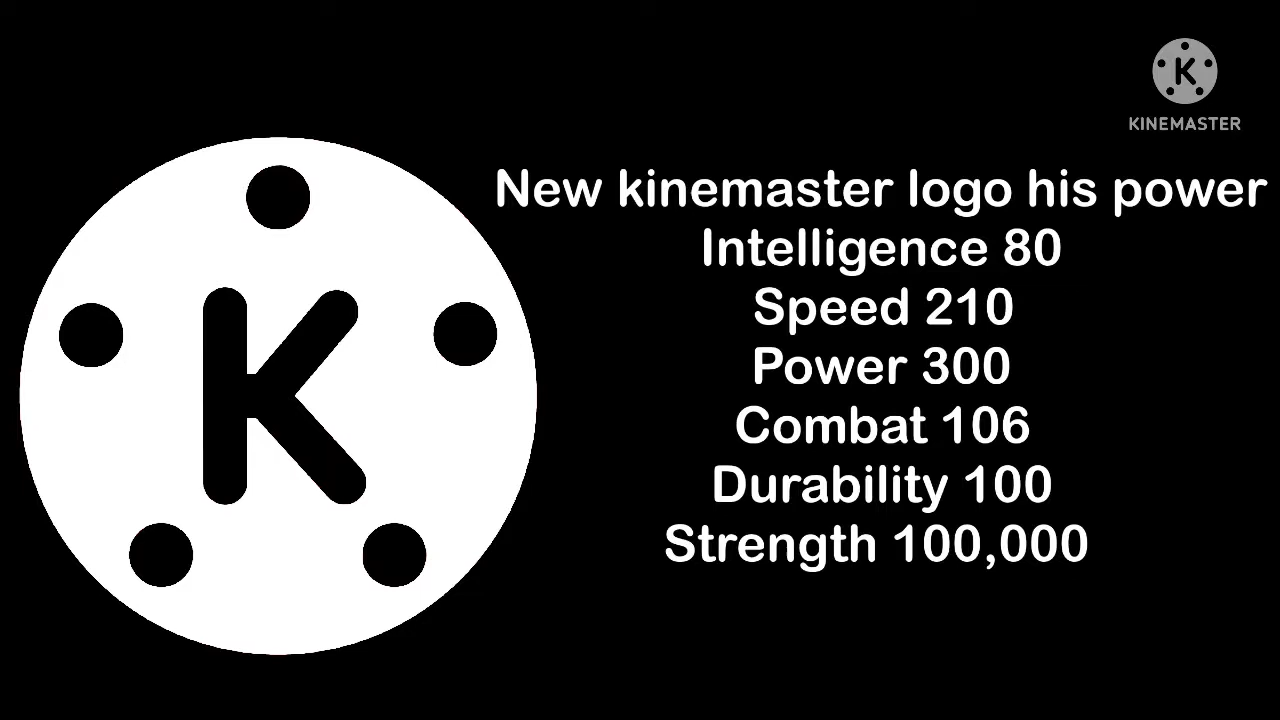 K
KINEMASTER
K
New kinemaster logo his power
Intelligence 80
Speed 210
Power 300
Combat 106
Durability 100
Strength 100,000